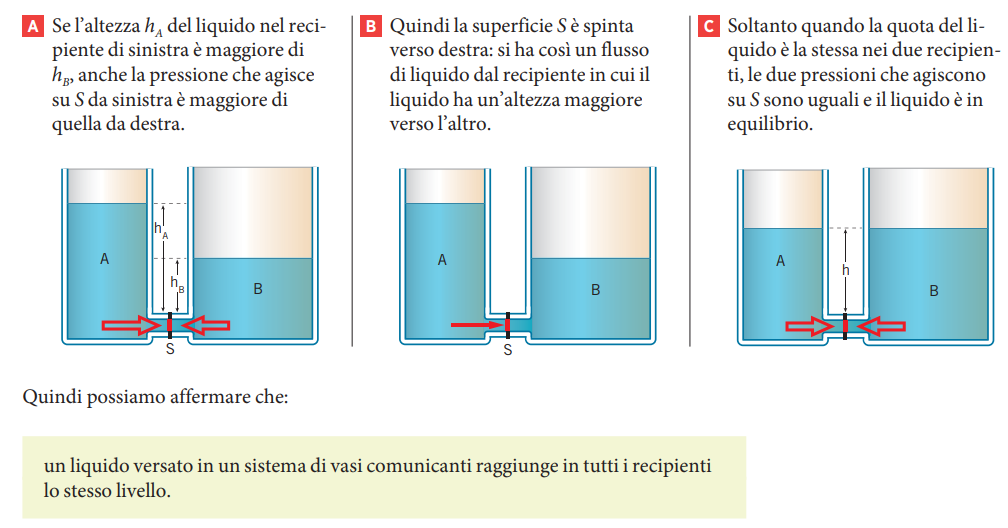 A Se l'altezza hA del liquido nel reci-
piente di sinistra è maggiore di
hB, anche la pressione che agisce
su S da sinistra è maggiore di
quella da destra.
B Quindi la superficie S è spinta
verso destra: si ha così un flusso
di liquido dal recipiente in cui il
liquido ha un'altezza maggiore
verso l'altro.
C Soltanto quando la quota del li-
quido è la stessa nei due recipien-
ti, le due pressioni che agiscono
su S sono uguali e il liquido è in
equilibrio.
A
hA
hB
B
S
A
B
S
A
h
B
Quindi possiamo affermare che:
un liquido versato in un sistema di vasi comunicanti raggiunge in tutti i recipienti
lo stesso livello.